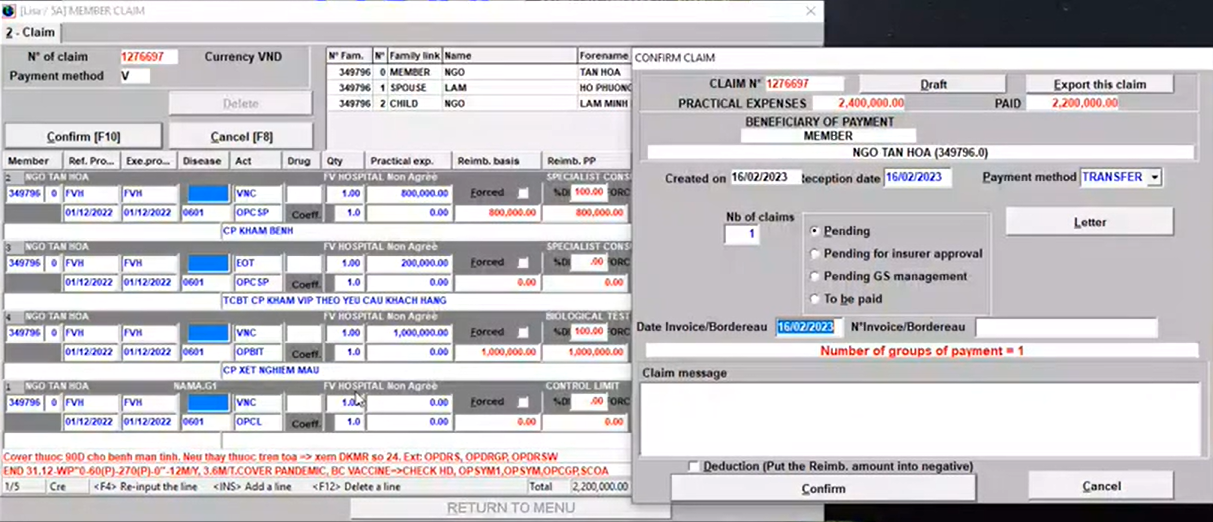 [Lisa / SA] MEMBER CLAIM
2 - Claim
N° of claim 1276697 Currency VND
Payment method V
Delete
Confirm [F10] Cancel [F8]
N° Fam. N° Family link Name Forename
349796 0 MEMBER NGO TAN HOA
349796 1 SPOUSE LAM HO PHUONG
349796 2 CHILD NGO LAM MINH
Member Ref. Pro... Exe.pro... Disease Act Drug Qty Practical exp. Reimb. basis Reimb. PP
2 NGO TAN HOA FV HOSPITAL Non Agréé SPECIALIST CONS
349796 0 FVH FVH VNC 1.00 800,000.00 Forced %DI 100.00 ORC
01/12/2022 01/12/2022 0601 OPCSP Coeff. 1.0 0.00 800,000.00 800,000.00
CP KHAM BENH
3 NGO TAN HOA FV HOSPITAL Non Agréé SPECIALIST CONS
349796 0 FVH FVH EOT 1.00 200,000.00 Forced %DI .00 ORC
01/12/2022 01/12/2022 0601 OPCSP Coeff. 1.0 0.00 0.00 0.00
TCBT CP KHAM VIP THEO YEU CAU KHACH HANG
4 NGO TAN HOA FV HOSPITAL Non Agréé BIOLOGICAL TEST
349796 0 FVH FVH VNC 1.00 1,000,000.00 Forced %DI 100.00 ORC
01/12/2022 01/12/2022 0601 OPBIT Coeff. 1.0 0.00 1,000,000.00 1,000,000.00
CP XET NGHIEM MAU
1 NGO TAN HOA NAMA.G1 FV HOSPITAL Non Agréé CONTROL LIMIT
349796 0 FVH FVH VNC 1.00 0.00 Forced %DI .00 ORC
01/12/2022 01/12/2022 0601 OPCL Coeff. 1.0 0.00 0.00 0.00
Cover thuoc 90D cho benh man tinh. Neu thay thuoc tren toa => xem DKMR so 24. Ext: OPDRS, OPDRGP, OPDRSW
END 31.12-WP"0-60(P)-270(P)-0"-12M/Y, 3.6M/T.COVER PANDEMIC, BC VACCINE=>CHECK HD, OPSYM1,OPSYM,OPCGP,SCOA
1/5 Cre <F4> Re-input the line <INS> Add a line <F12> Delete a line Total 2,200,000.00
RETURN TO MENU
CONFIRM CLAIM
CLAIM N° 1276697 Draft Export this claim
PRACTICAL EXPENSES 2,400,000.00 PAID 2,200,000.00
BENEFICIARY OF PAYMENT
MEMBER
NGO TAN HOA (349796.0)
Created on 16/02/2023 Reception date 16/02/2023 Payment method TRANSFER
Nb of claims
1
Pending
Pending for insurer approval
Pending GS management
To be paid
Letter
Date Invoice/Bordereau 16/02/2023 N°Invoice/Bordereau
Number of groups of payment = 1
Claim message
Deduction (Put the Reimb. amount into negative)
Confirm Cancel